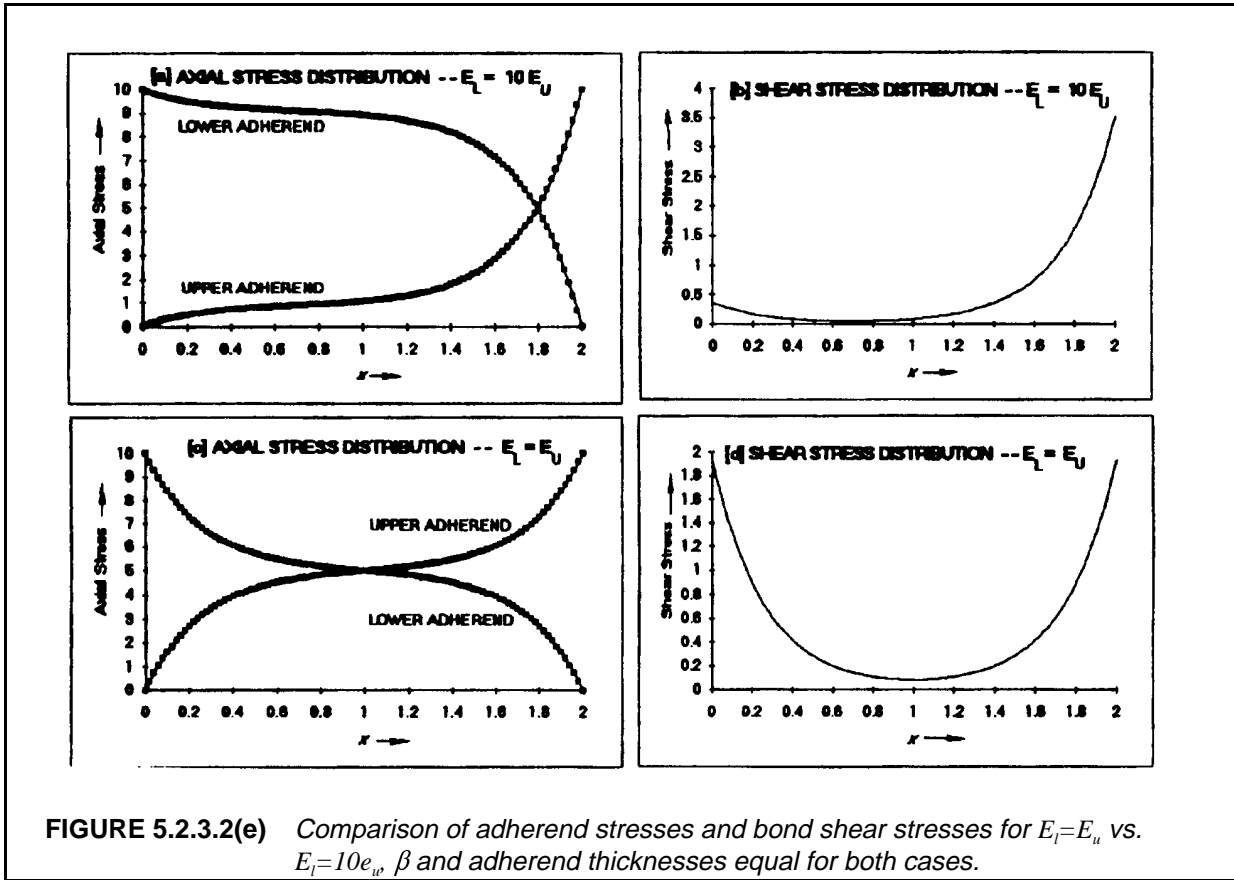 [a] AXIAL STRESS DISTRIBUTION -- E_L = 10 E_U
10
9
8
7
6
5
4
3
2
1
0
Axial Stress →
LOWER ADHEREND
UPPER ADHEREND
0 0.2 0.4 0.6 0.8 1 1.2 1.4 1.6 1.8 2
x →
[b] SHEAR STRESS DISTRIBUTION -- E_L = 10 E_U
4
3.5
3
2.5
2
1.5
1
0.5
0
Shear Stress →
0 0.2 0.4 0.6 0.8 1 1.2 1.4 1.6 1.8 2
x →
[c] AXIAL STRESS DISTRIBUTION -- E_L = E_U
10
9
8
7
6
5
4
3
2
1
0
Axial Stress →
UPPER ADHEREND
LOWER ADHEREND
0 0.2 0.4 0.6 0.8 1 1.2 1.4 1.6 1.8 2
x →
[d] SHEAR STRESS DISTRIBUTION -- E_L = E_U
2
1.8
1.6
1.4
1.2
1
0.8
0.6
0.4
0.2
0
Shear Stress →
0 0.2 0.4 0.6 0.8 1 1.2 1.4 1.6 1.8 2
x →
FIGURE 5.2.3.2(e) Comparison of adherend stresses and bond shear stresses for E_l=E_u vs.
E_l=10e_u, β and adherend thicknesses equal for both cases.